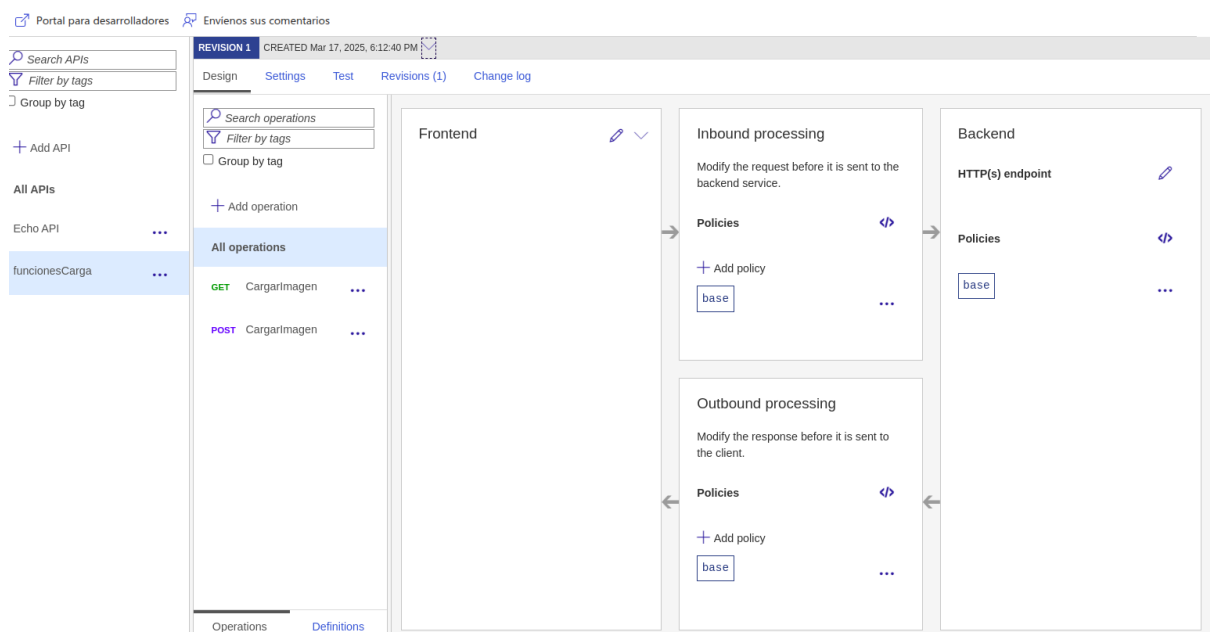 Portal para desarrolladores Envienos sus comentarios
Search APIs
Filter by tags
Group by tag
Add API
All APIs
Echo API
funcionesCarga
REVISION 1 CREATED Mar 17, 2025, 6:12:40 PM
Design Settings Test Revisions (1) Change log
Search operations
Filter by tags
Group by tag
Add operation
All operations
GET CargarImagen
POST CargarImagen
Operations Definitions
Frontend
Inbound processing
Modify the request before it is sent to the
backend service.
Policies
Add policy
base
Outbound processing
Modify the response before it is sent to
the client.
Policies
Add policy
base
Backend
HTTP(s) endpoint
Policies
base